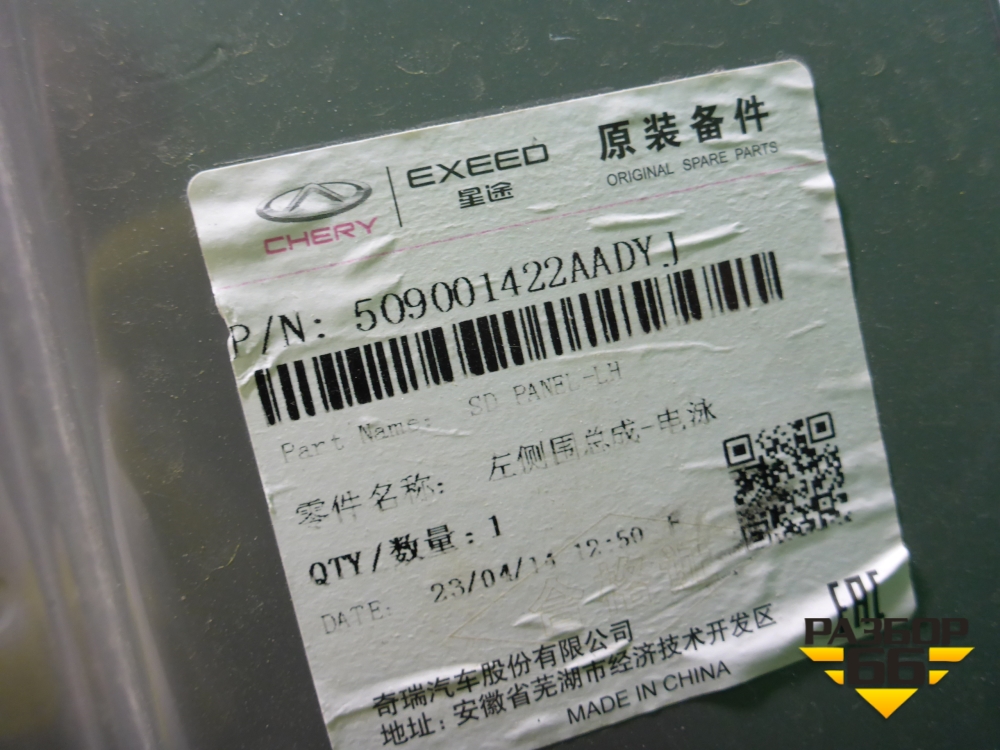 CHERY
EXEED
星途
原装备件
ORIGINAL SPARE PARTS
P/N: 509001422AADYJ
Part Name: SD PANEL-LH
零件名称: 左侧围总成-电泳
QTY/数量: 1
DATE: 23/04/14 12:50
奇瑞汽车股份有限公司
地址: 安徽省芜湖市经济技术开发区
MADE IN CHINA
EAC
РАЗБОР
66